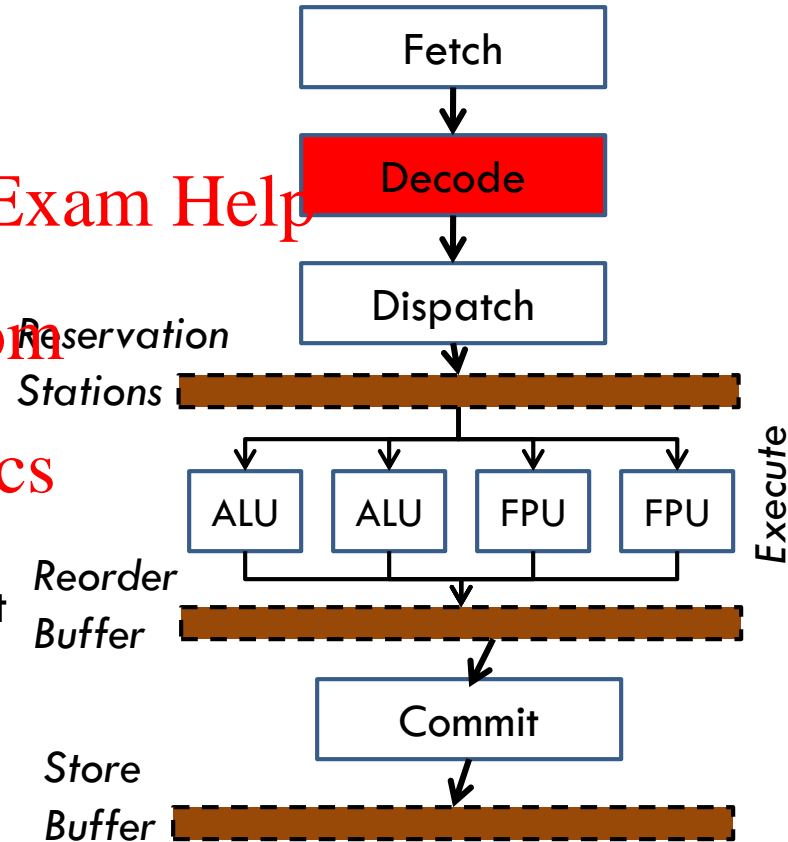 Fetch
Decode
Exam Help
Dispatch
Reservation
Stations
Execute
ALU ALU FPU FPU
Reorder
Buffer
Commit
Store
Buffer